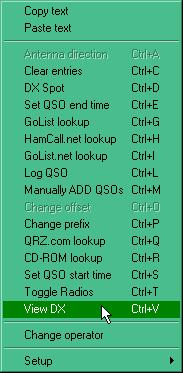 Copy text
Paste text
Antenna direction Ctrl+A
Clear entries Ctrl+C
DX Spot Ctrl+D
Set QSO end time Ctrl+E
GoList lookup Ctrl+G
HamCall.net lookup Ctrl+H
GoList.net lookup Ctrl+I
Log QSO Ctrl+L
Manually ADD QSOs Ctrl+M
Change offset Ctrl+O
Change prefix Ctrl+P
QRZ.com lookup Ctrl+Q
CD-ROM lookup Ctrl+R
Set QSO start time Ctrl+S
Toggle Radios Ctrl+T
View DX Ctrl+V
Change operator
Setup